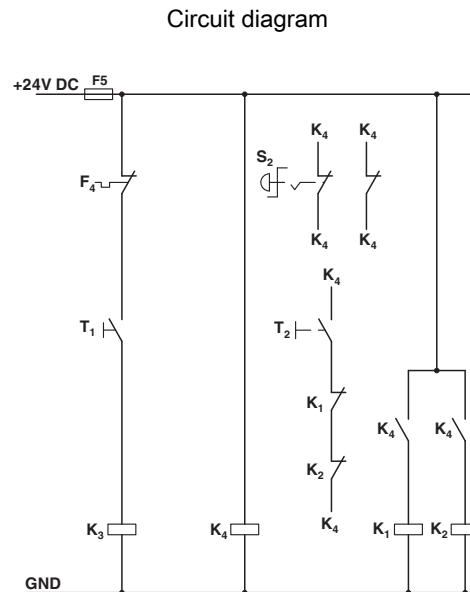 Circuit diagram
+24V DC F5
K4 K4
S2
F4
K4 K4
K4
T1 T2
K1
K4 K4
K2
K4
K3 K4 K1 K2
GND